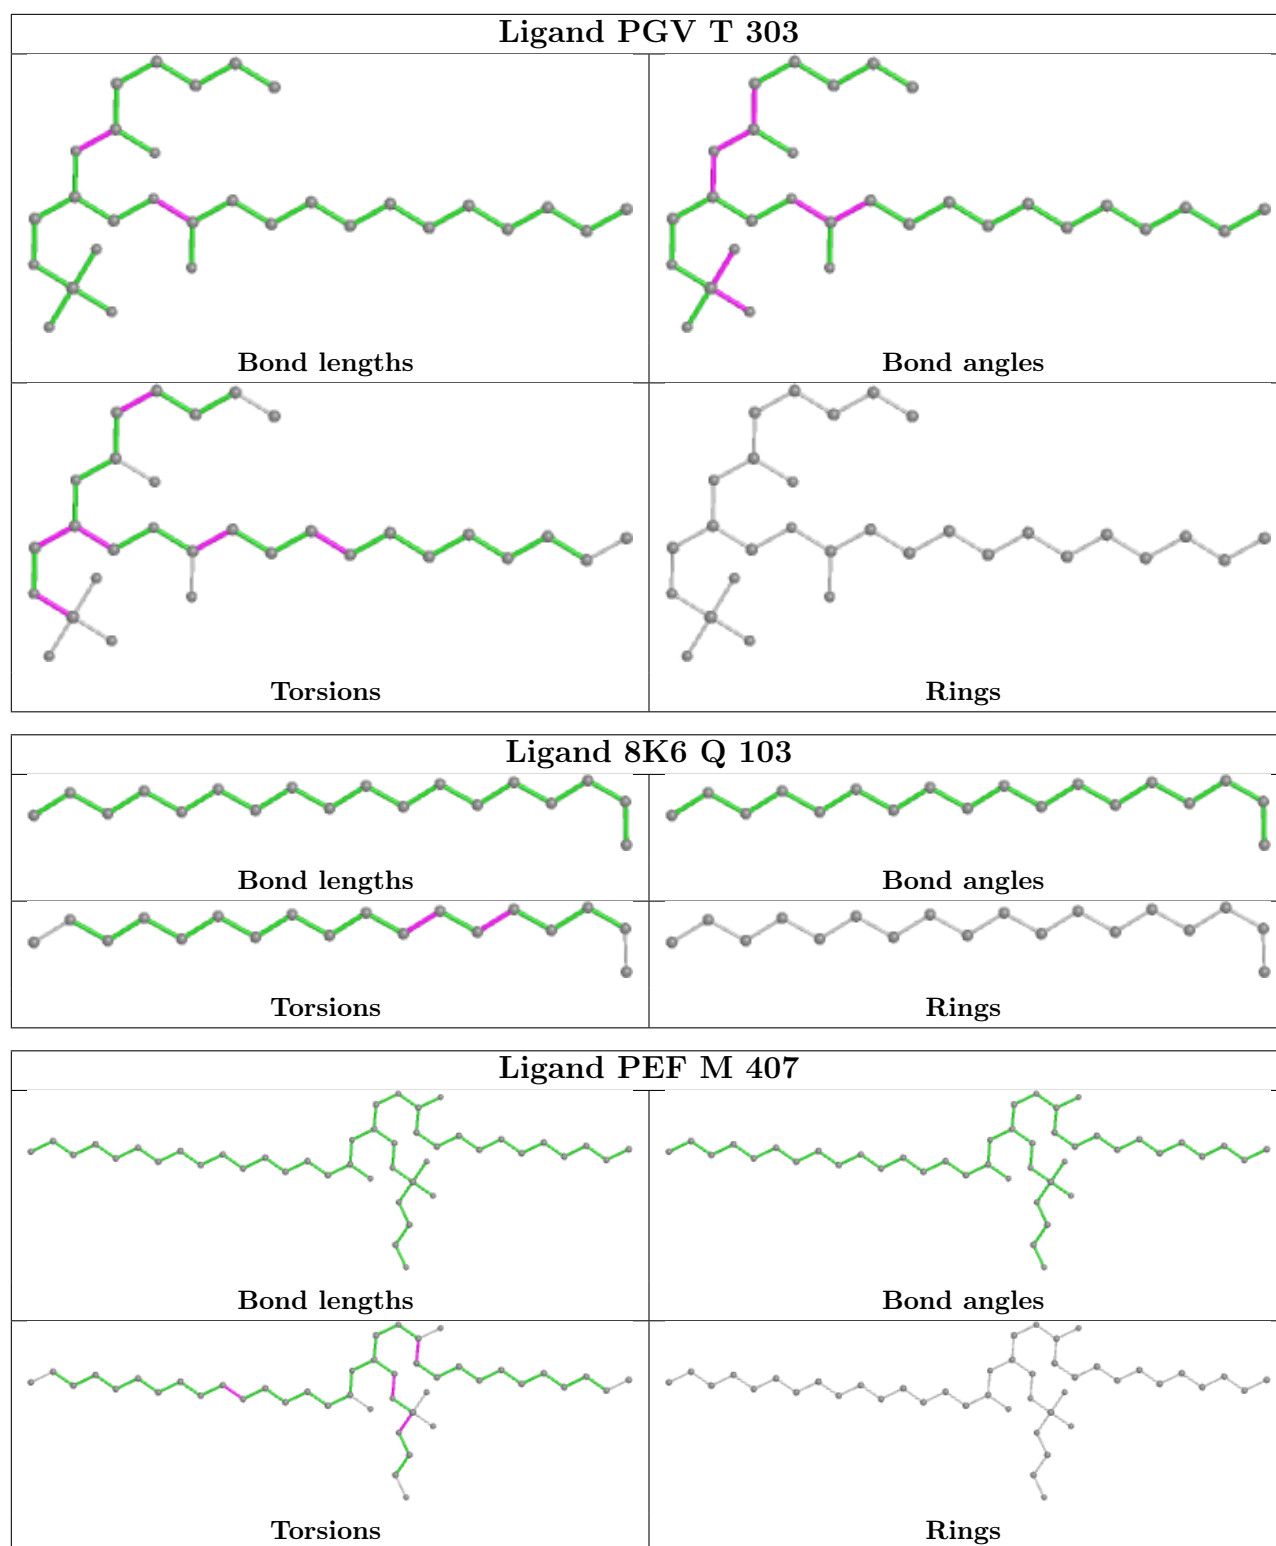 Ligand PGV T 303
Bond lengths
Bond angles
Torsions
Rings
Ligand 8K6 Q 103
Bond lengths
Bond angles
Torsions
Rings
Ligand PEF M 407
Bond lengths
Bond angles
Torsions
Rings